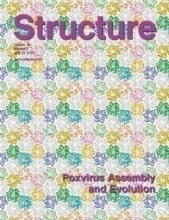 Structure
Poxvirus Assembly
and Evolution